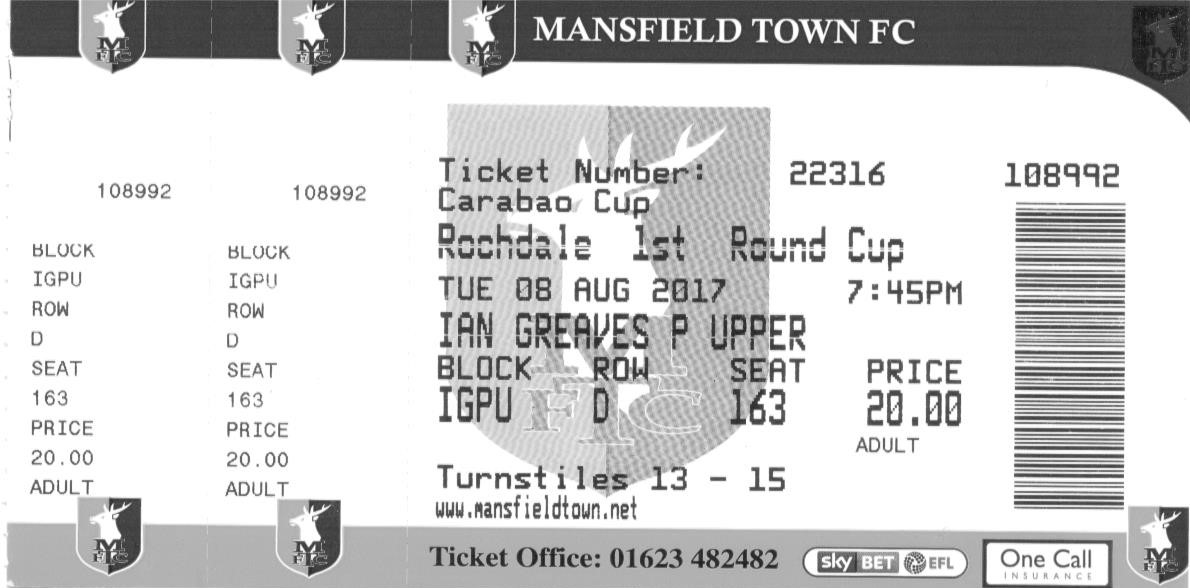 MANSFIELD TOWN FC
108992
BLOCK
IGPU
ROW
D
SEAT
163
PRICE
20.00
ADULT
108992
BLOCK
IGPU
ROW
D
SEAT
163
PRICE
20.00
ADULT
Ticket Number: 22316 108992
Carabao Cup
Rochdale 1st Round Cup
TUE 08 AUG 2017 7:45PM
IAN GREAVES P UPPER
BLOCK ROW SEAT PRICE
IGPU D 163 20.00
ADULT
Turnstiles 13 - 15
www.mansfieldtown.net
Ticket Office: 01623 482482 sky BET EFL One Call
INSURANCE
MTFC